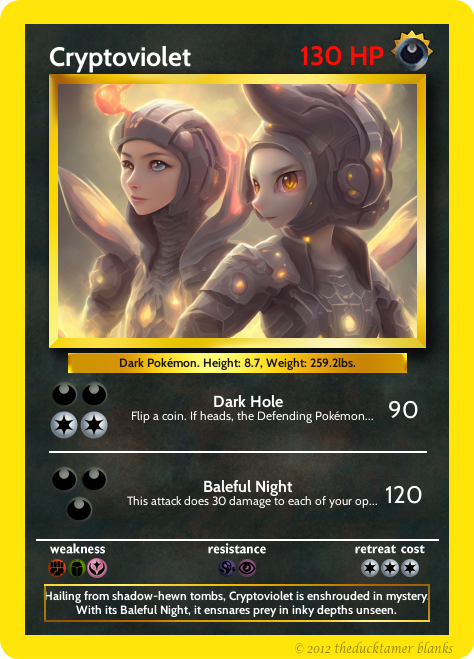 Cryptoviolet 130 HP
Dark Pokémon. Height: 8.7, Weight: 259.2lbs.
Dark Hole
Flip a coin. If heads, the Defending Pokémon... 90
Baleful Night
This attack does 30 damage to each of your op... 120
weakness resistance retreat cost
Hailing from shadow-hewn tombs, Cryptoviolet is enshrouded in mystery.
With its Baleful Night, it ensnares prey in inky depths unseen.
© 2012 theducktamer blanks